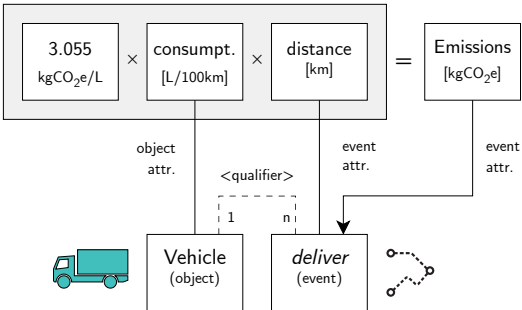 3.055
kgCO₂e/L
×
consumpt.
[L/100km]
×
distance
[km]
=
Emissions
[kgCO₂e]
object
attr.
event
attr.
event
attr.
<qualifier>
1
n
Vehicle
(object)
deliver
(event)